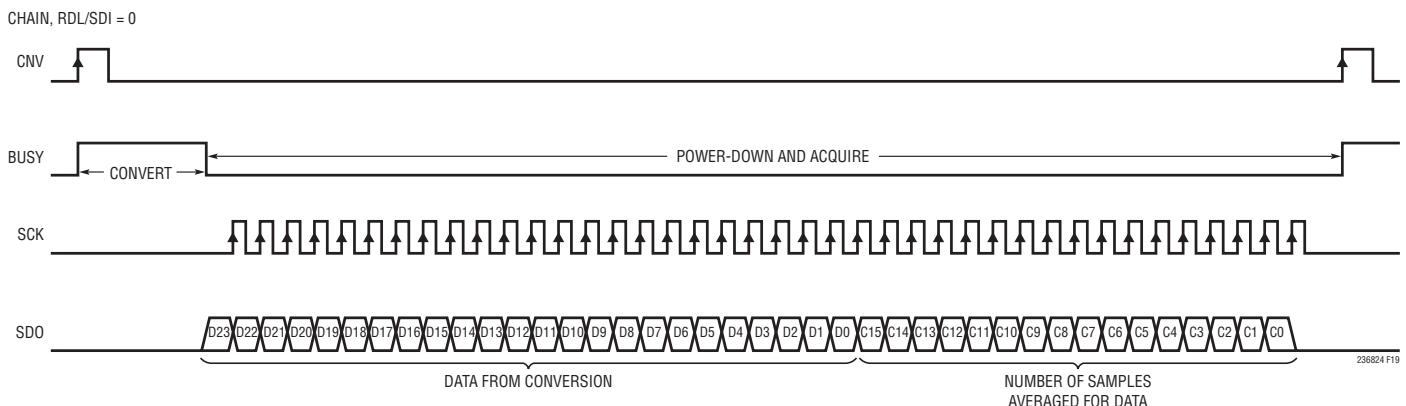 CHAIN, RDL/SDI = 0
CNV
BUSY
CONVERT
POWER-DOWN AND ACQUIRE
SCK
SDO
D23 D22 D21 D20 D19 D18 D17 D16 D15 D14 D13 D12 D11 D10 D9 D8 D7 D6 D5 D4 D3 D2 D1 D0 C15 C14 C13 C12 C11 C10 C9 C8 C7 C6 C5 C4 C3 C2 C1 C0
236824 F19
DATA FROM CONVERSION
NUMBER OF SAMPLES
AVERAGED FOR DATA